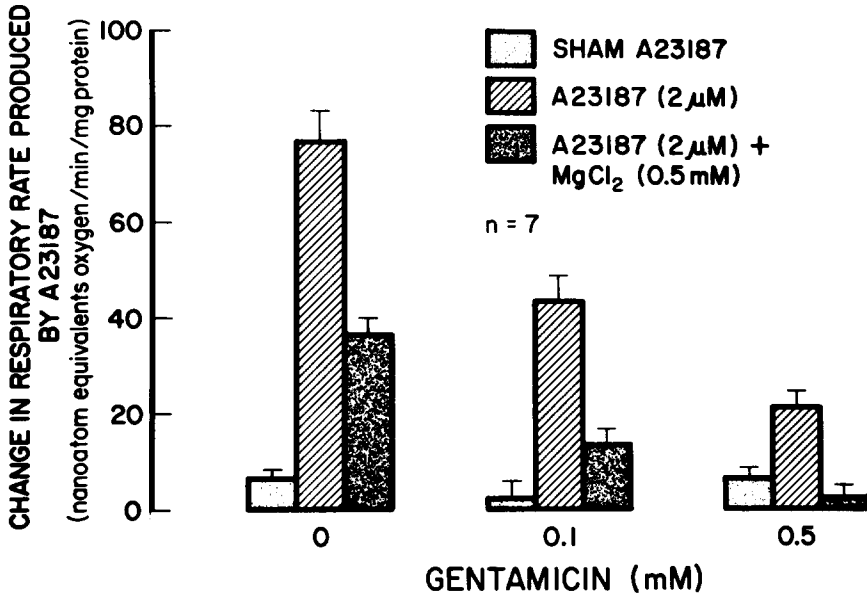 CHANGE IN RESPIRATORY RATE PRODUCED
BY A23187
(nanoatom equivalents oxygen/min/mg protein)
100
80
60
40
20
0
SHAM A23187
A23187 (2μM)
A23187 (2μM) +
MgCl₂ (0.5mM)
n = 7
0
0.1
0.5
GENTAMICIN (mM)